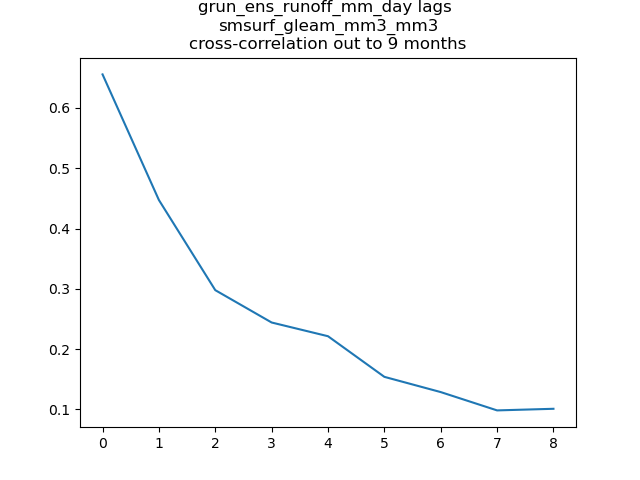 grun_ens_runoff_mm_day lags
smsurf_gleam_mm3_mm3
cross-correlation out to 9 months
0.6
0.5
0.4
0.3
0.2
0.1
0 1 2 3 4 5 6 7 8